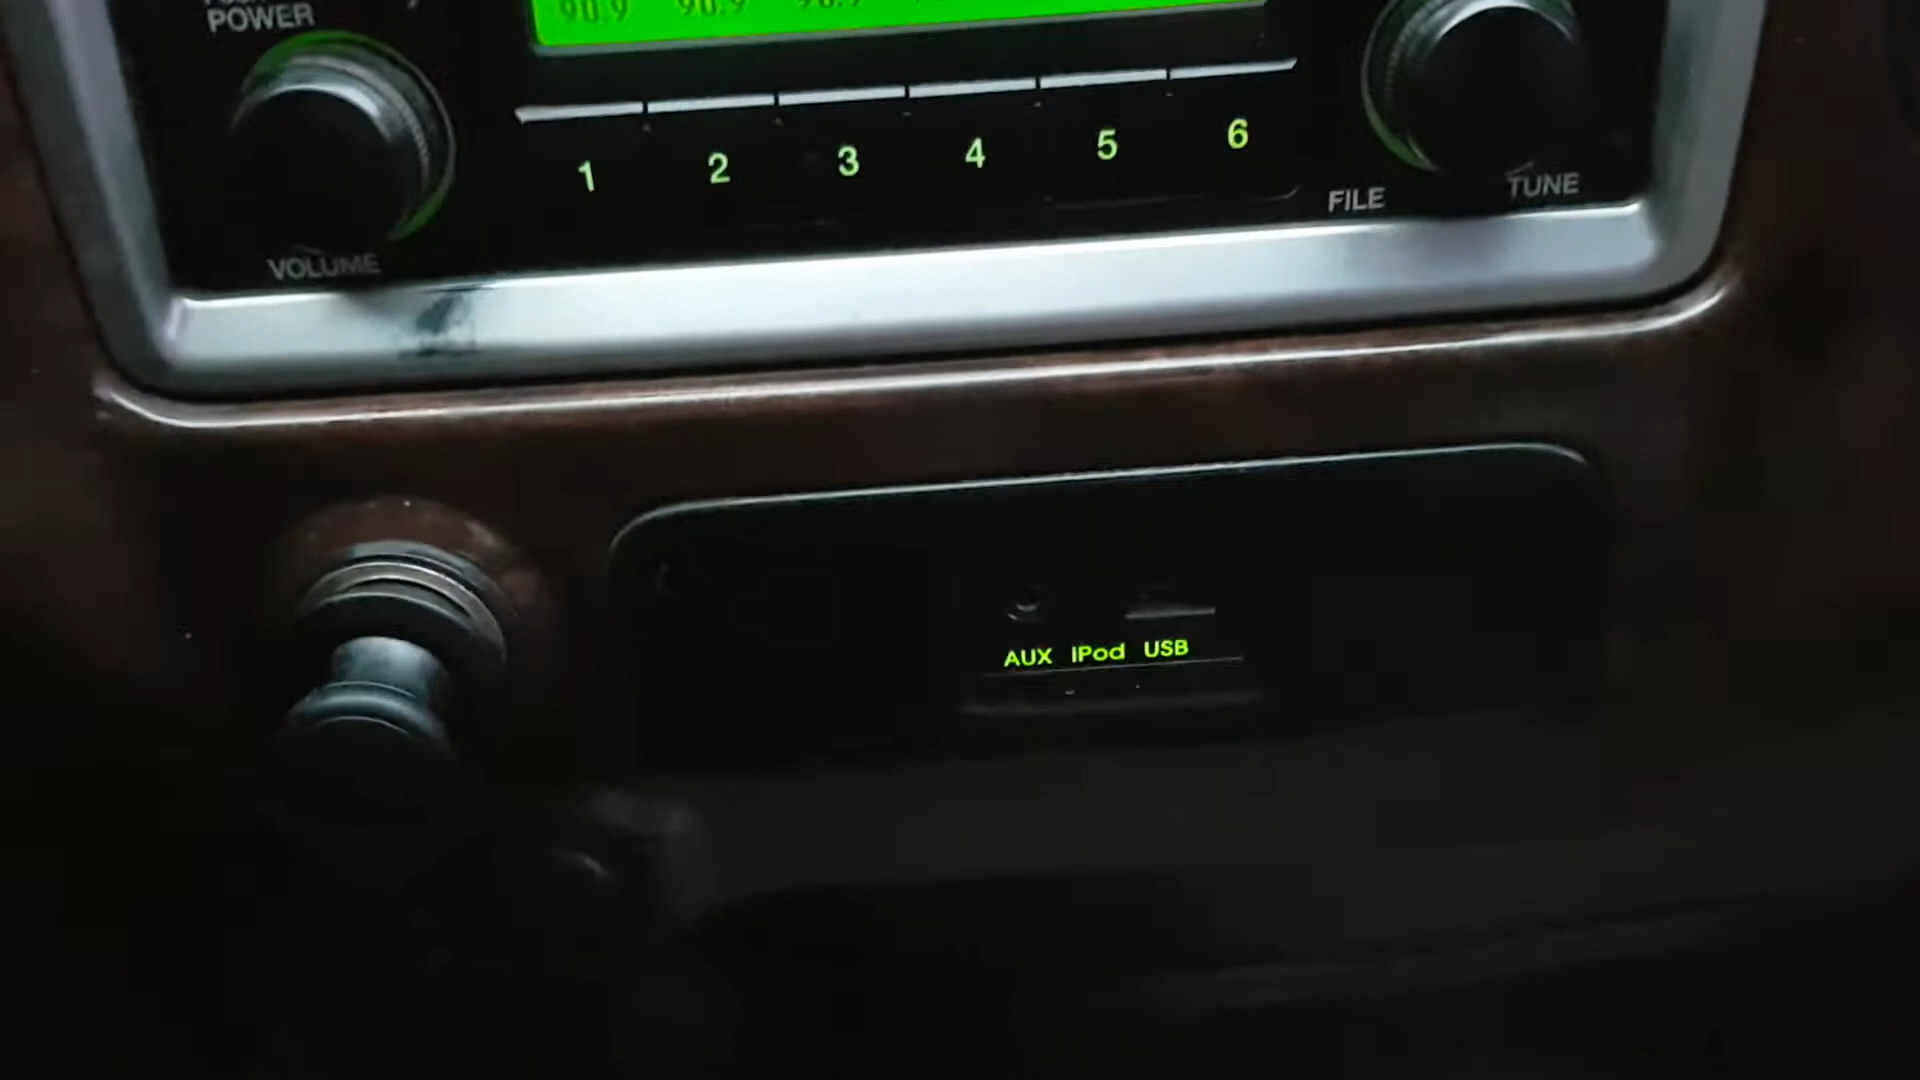 POWER
90.9 90.9 90.9
1 2 3 4 5 6
FILE
TUNE
VOLUME
AUX iPod USB